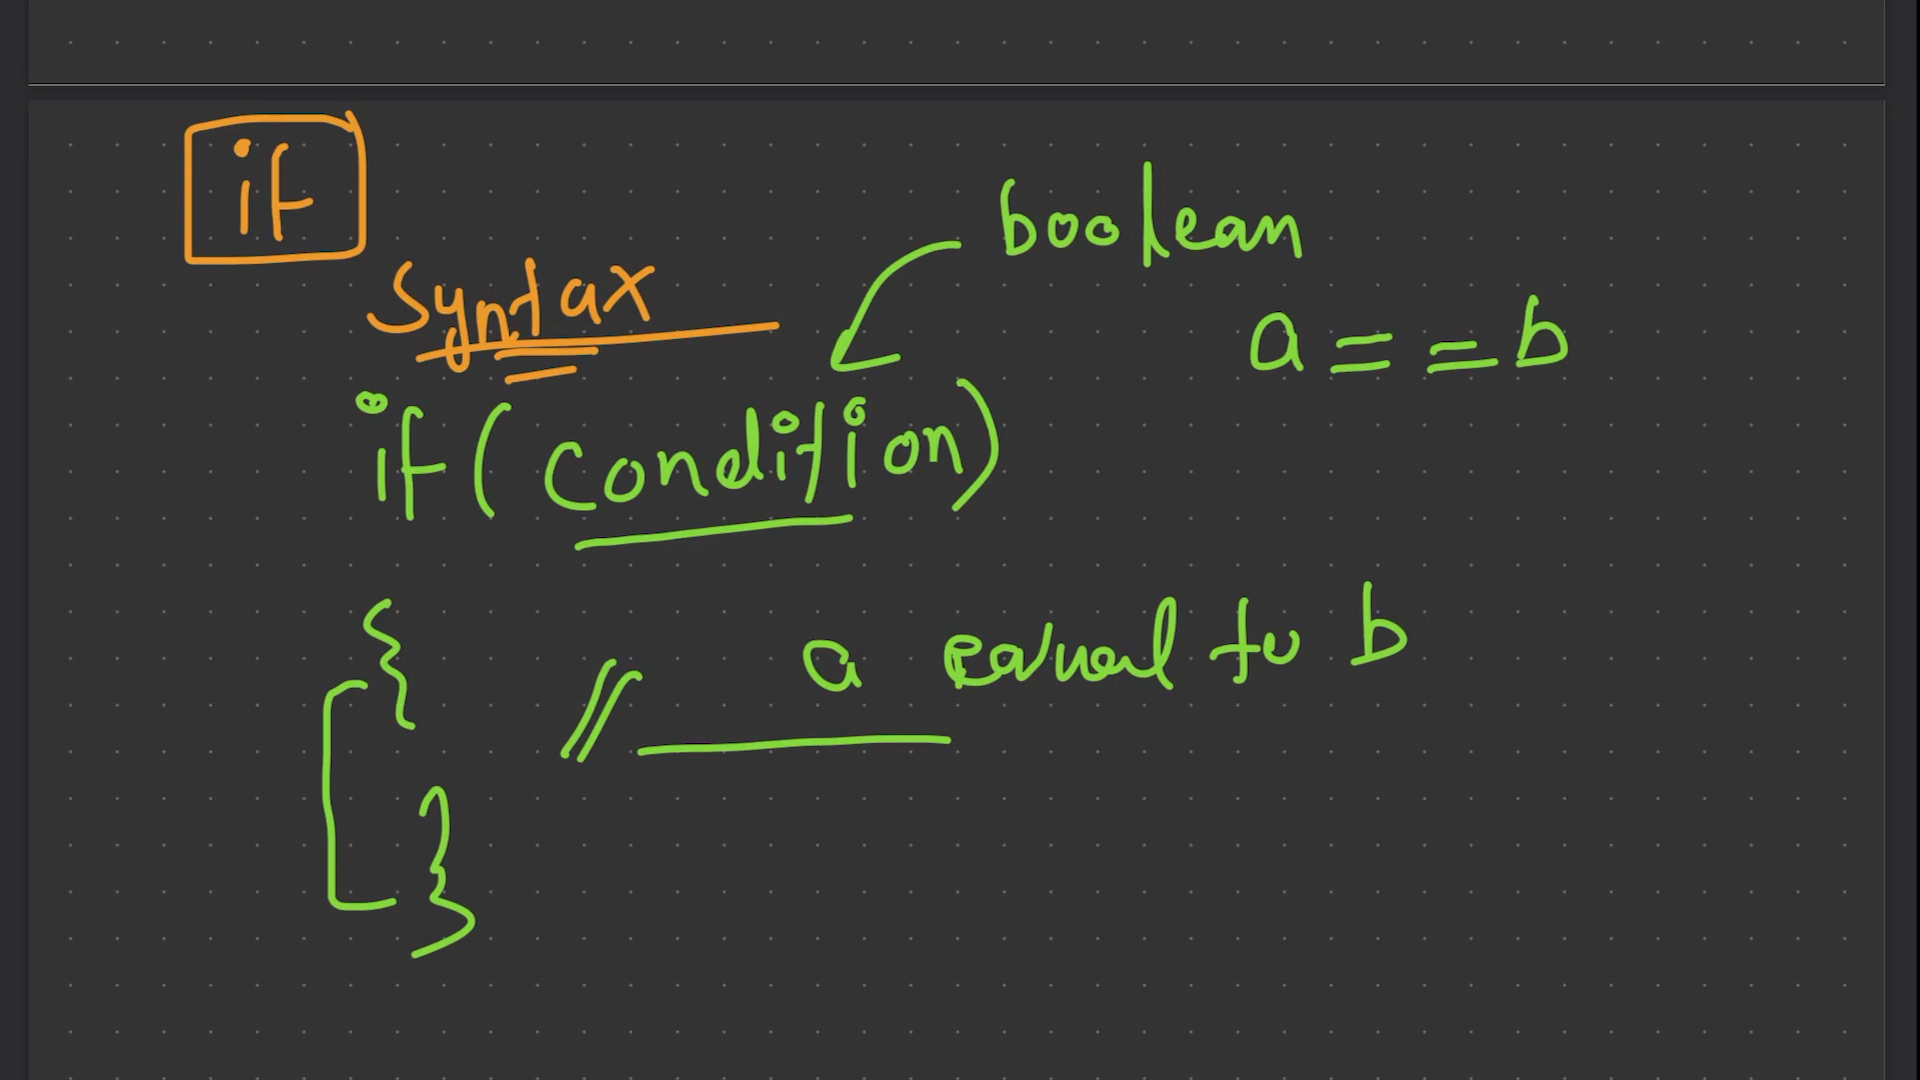 if
Syntax
boolean
a == b
if (condition)
{
// a equal to b
}